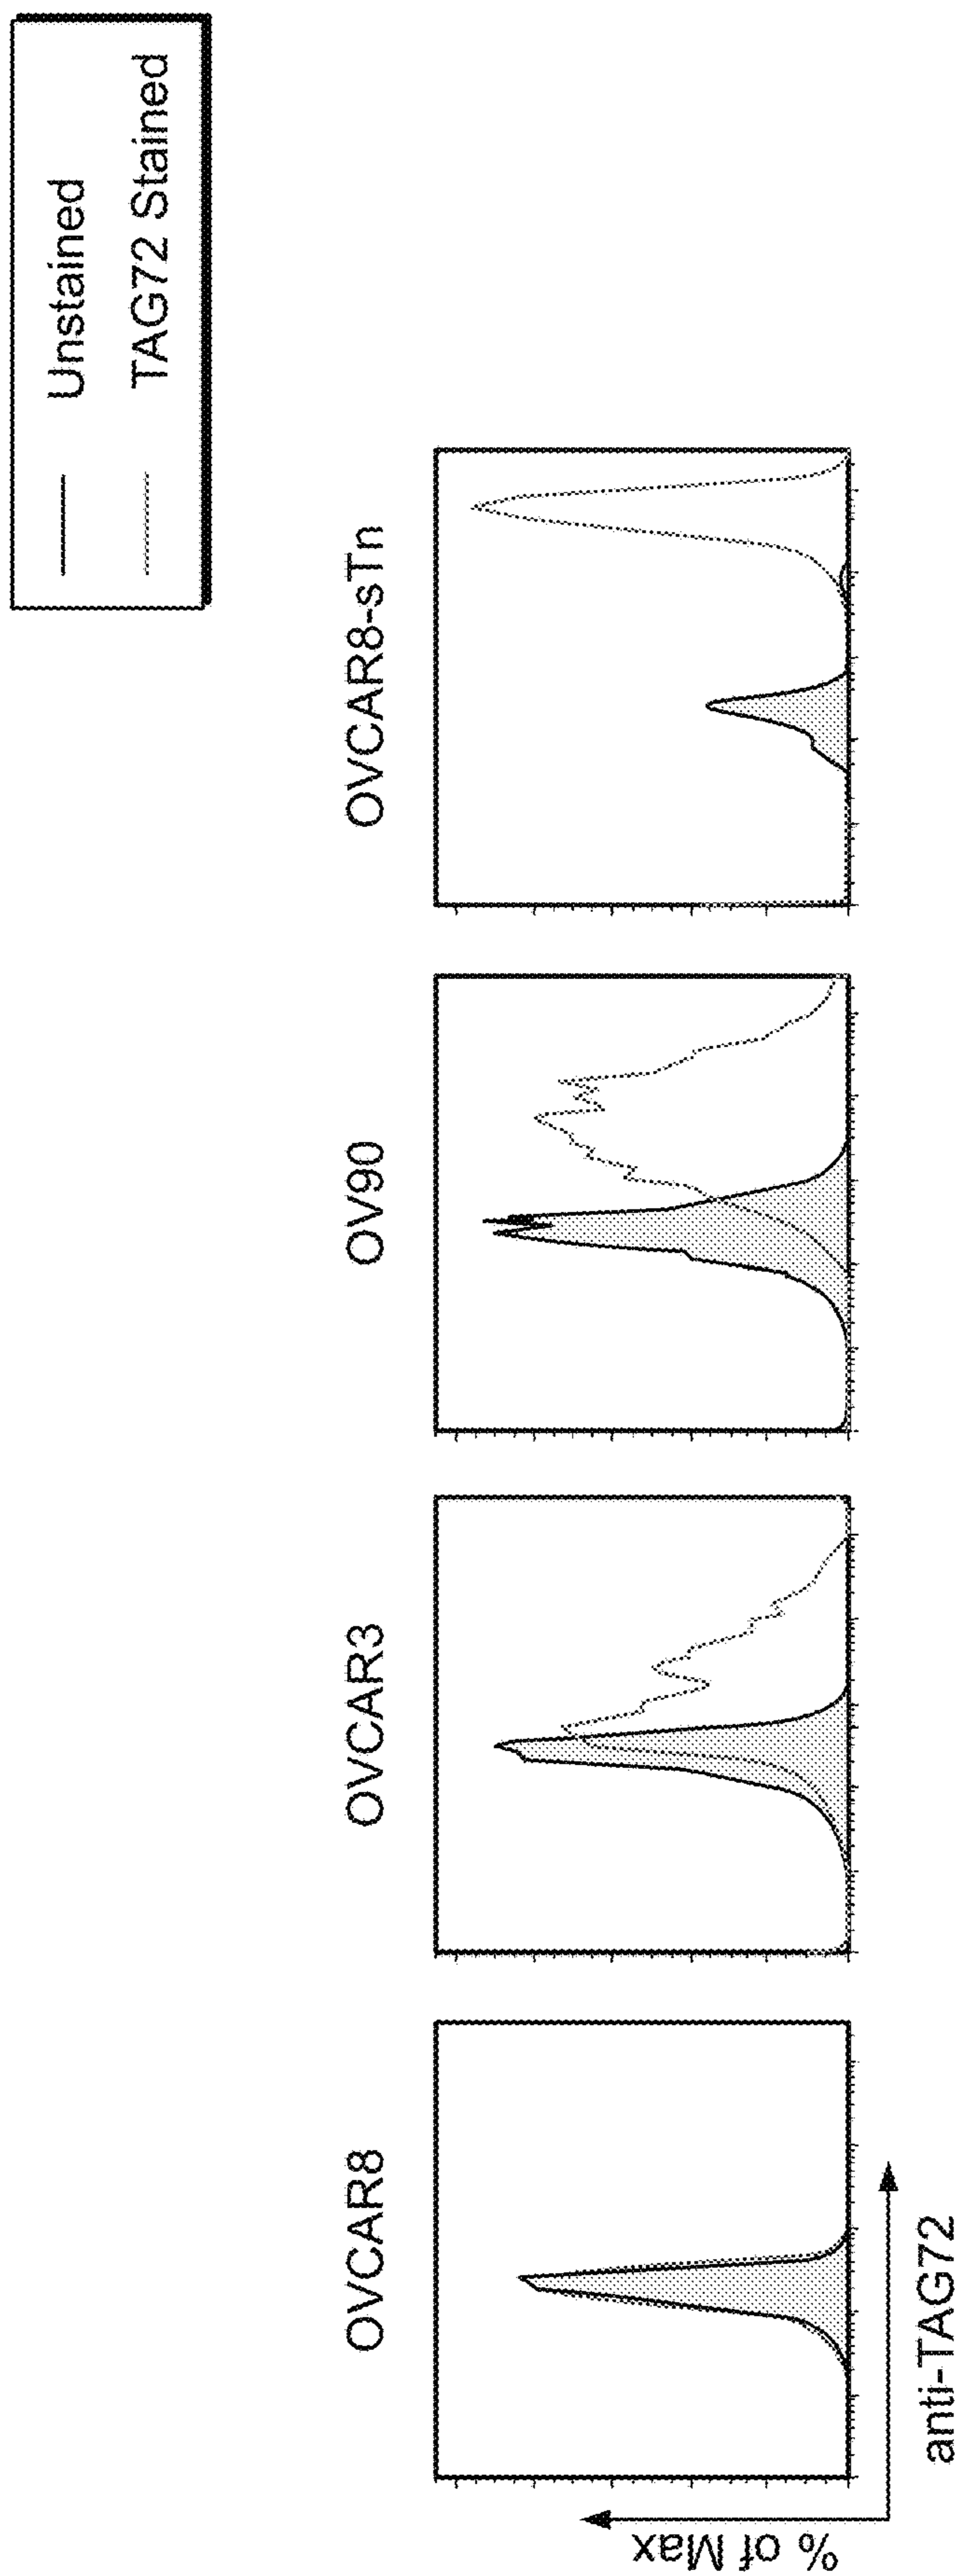 Unstained
TAG72 Stained
OVCAR8
OVCAR3
OV90
OVCAR8-sTn
% of Max
anti-TAG72